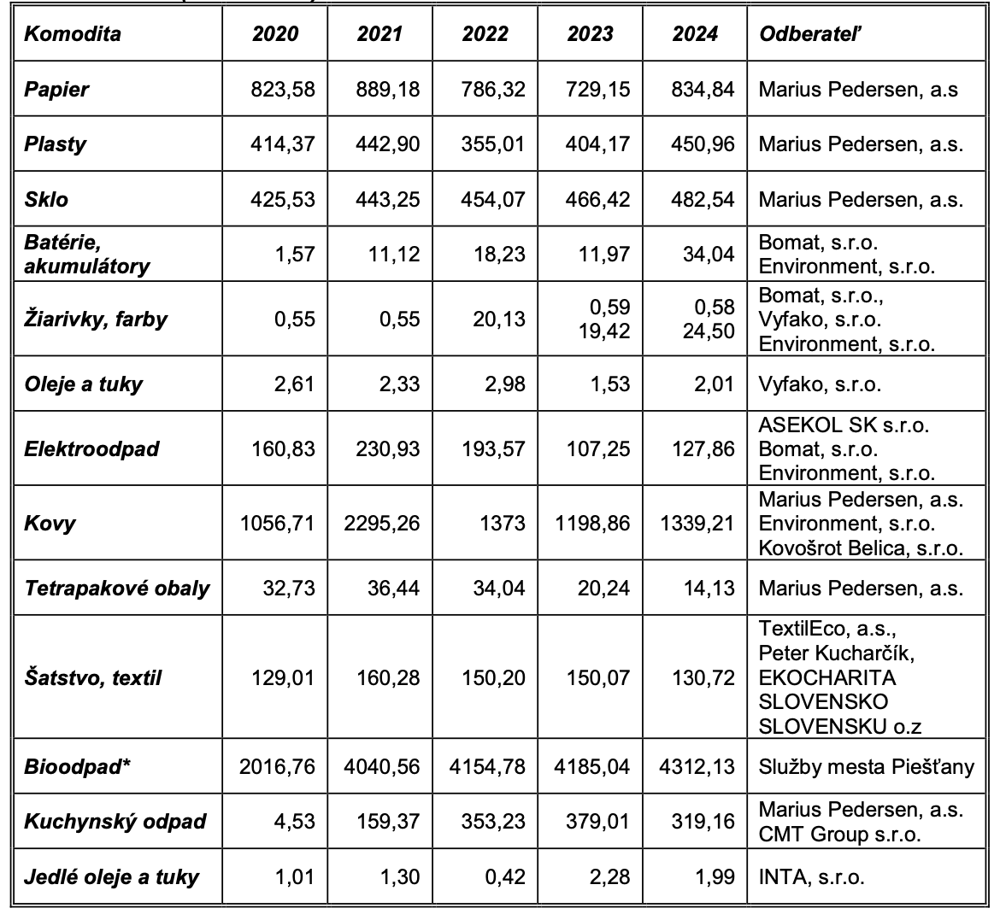 Komodita 2020 2021 2022 2023 2024 Odberateľ
Papier 823,58 889,18 786,32 729,15 834,84 Marius Pedersen, a.s
Plasty 414,37 442,90 355,01 404,17 450,96 Marius Pedersen, a.s.
Sklo 425,53 443,25 454,07 466,42 482,54 Marius Pedersen, a.s.
Batérie,
akumulátory
1,57 11,12 18,23 11,97 34,04
Bomat, s.r.o.
Environment, s.r.o.
Žiarivky, farby 0,55 0,55 20,13
0,59
19,42
0,58
24,50
Bomat, s.r.o.,
Vyfako, s.r.o.
Environment, s.r.o.
Oleje a tuky 2,61 2,33 2,98 1,53 2,01 Vyfako, s.r.o.
Elektroodpad 160,83 230,93 193,57 107,25 127,86
ASEKOL SK s.r.o.
Bomat, s.r.o.
Environment, s.r.o.
Kovy 1056,71 2295,26 1373 1198,86 1339,21
Marius Pedersen, a.s.
Environment, s.r.o.
Kovošrot Belica, s.r.o.
Tetrapakové obaly 32,73 36,44 34,04 20,24 14,13 Marius Pedersen, a.s.
Šatstvo, textil 129,01 160,28 150,20 150,07 130,72
TextilEco, a.s.,
Peter Kucharčík,
EKOCHARITA
SLOVENSKO
SLOVENSKU o.z
Bioodpad* 2016,76 4040,56 4154,78 4185,04 4312,13 Služby mesta Piešťany
Kuchynský odpad 4,53 159,37 353,23 379,01 319,16
Marius Pedersen, a.s.
CMT Group s.r.o.
Jedlé oleje a tuky 1,01 1,30 0,42 2,28 1,99 INTA, s.r.o.